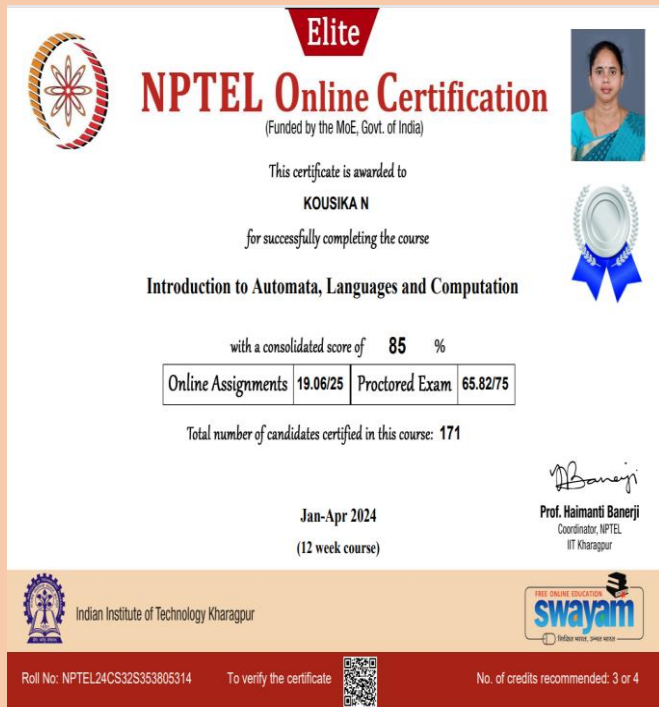 Elite
NPTEL Online Certification
(Funded by the MoE, Govt. of India)
This certificate is awarded to
KOUSIKA N
for successfully completing the course
Introduction to Automata, Languages and Computation
with a consolidated score of 85 %
Online Assignments 19.06/25 Proctored Exam 65.82/75
Total number of candidates certified in this course: 171
Jan-Apr 2024
(12 week course)
Prof. Haimanti Banerji
Coordinator, NPTEL
IIT Kharagpur
Indian Institute of Technology Kharagpur
FREE ONLINE EDUCATION
swayam
शिक्षित भारत, उन्नत भारत
Roll No: NPTEL24CS32S353805314 To verify the certificate No. of credits recommended: 3 or 4